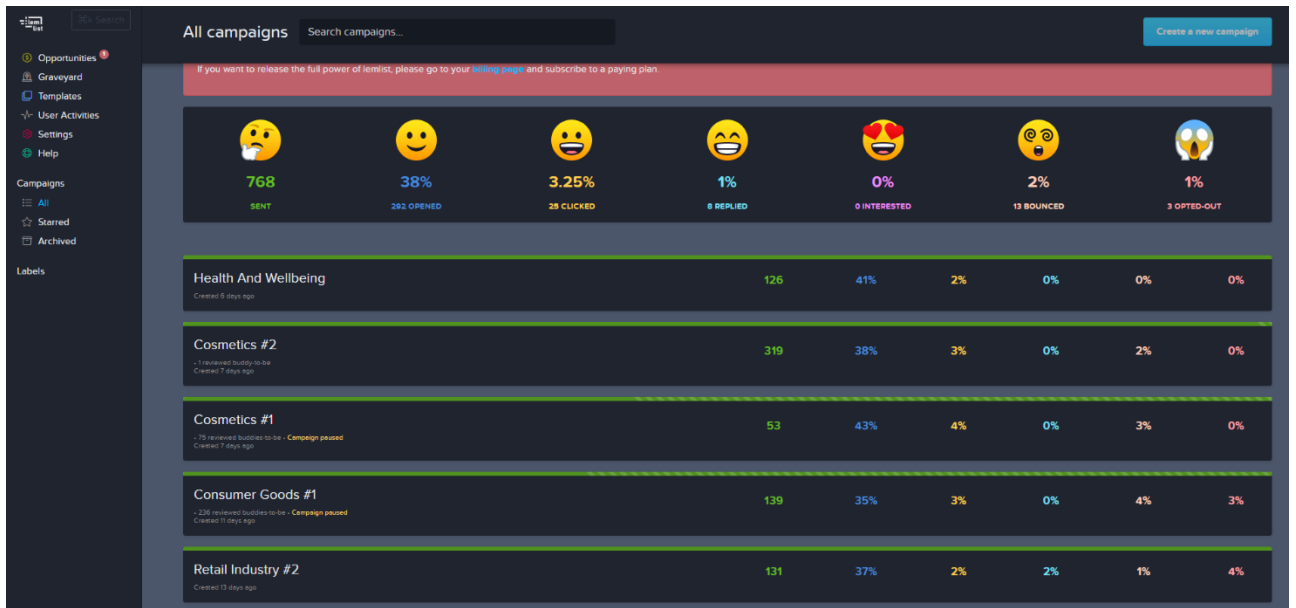 lem
list
⌘k Search
Opportunities 1
Graveyard
Templates
User Activities
Settings
Help
Campaigns
All
Starred
Archived
Labels
All campaigns
Search campaigns...
Create a new campaign
If you want to release the full power of lemlist, please go to your billing page and subscribe to a paying plan.
768 38% 3.25% 1% 0% 2% 1%
SENT 292 OPENED 25 CLICKED 8 REPLIED 0 INTERESTED 13 BOUNCED 3 OPTED-OUT
Health And Wellbeing 126 41% 2% 0% 0% 0%
Created 6 days ago
Cosmetics #2 319 38% 3% 0% 2% 0%
- 1 reviewed buddy-to-be
Created 7 days ago
Cosmetics #1 53 43% 4% 0% 3% 0%
- 75 reviewed buddies-to-be - Campaign paused
Created 7 days ago
Consumer Goods #1 139 35% 3% 0% 4% 3%
- 236 reviewed buddies-to-be - Campaign paused
Created 11 days ago
Retail Industry #2 131 37% 2% 2% 1% 4%
Created 13 days ago